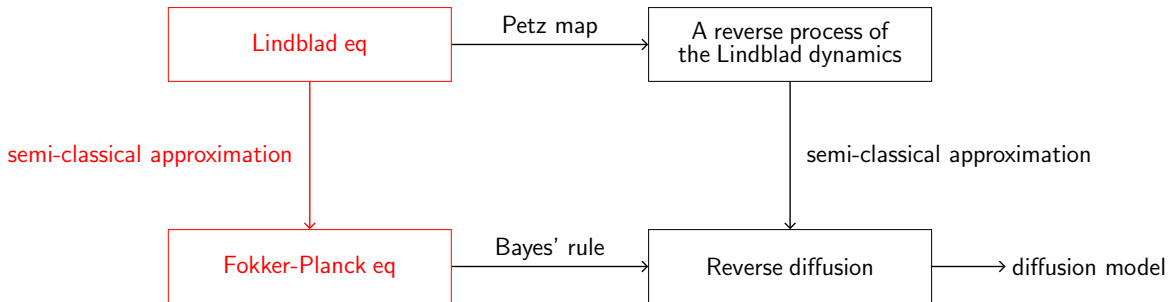 Lindblad eq
Petz map
A reverse process of
the Lindblad dynamics
semi-classical approximation
semi-classical approximation
Fokker-Planck eq
Bayes' rule
Reverse diffusion
diffusion model